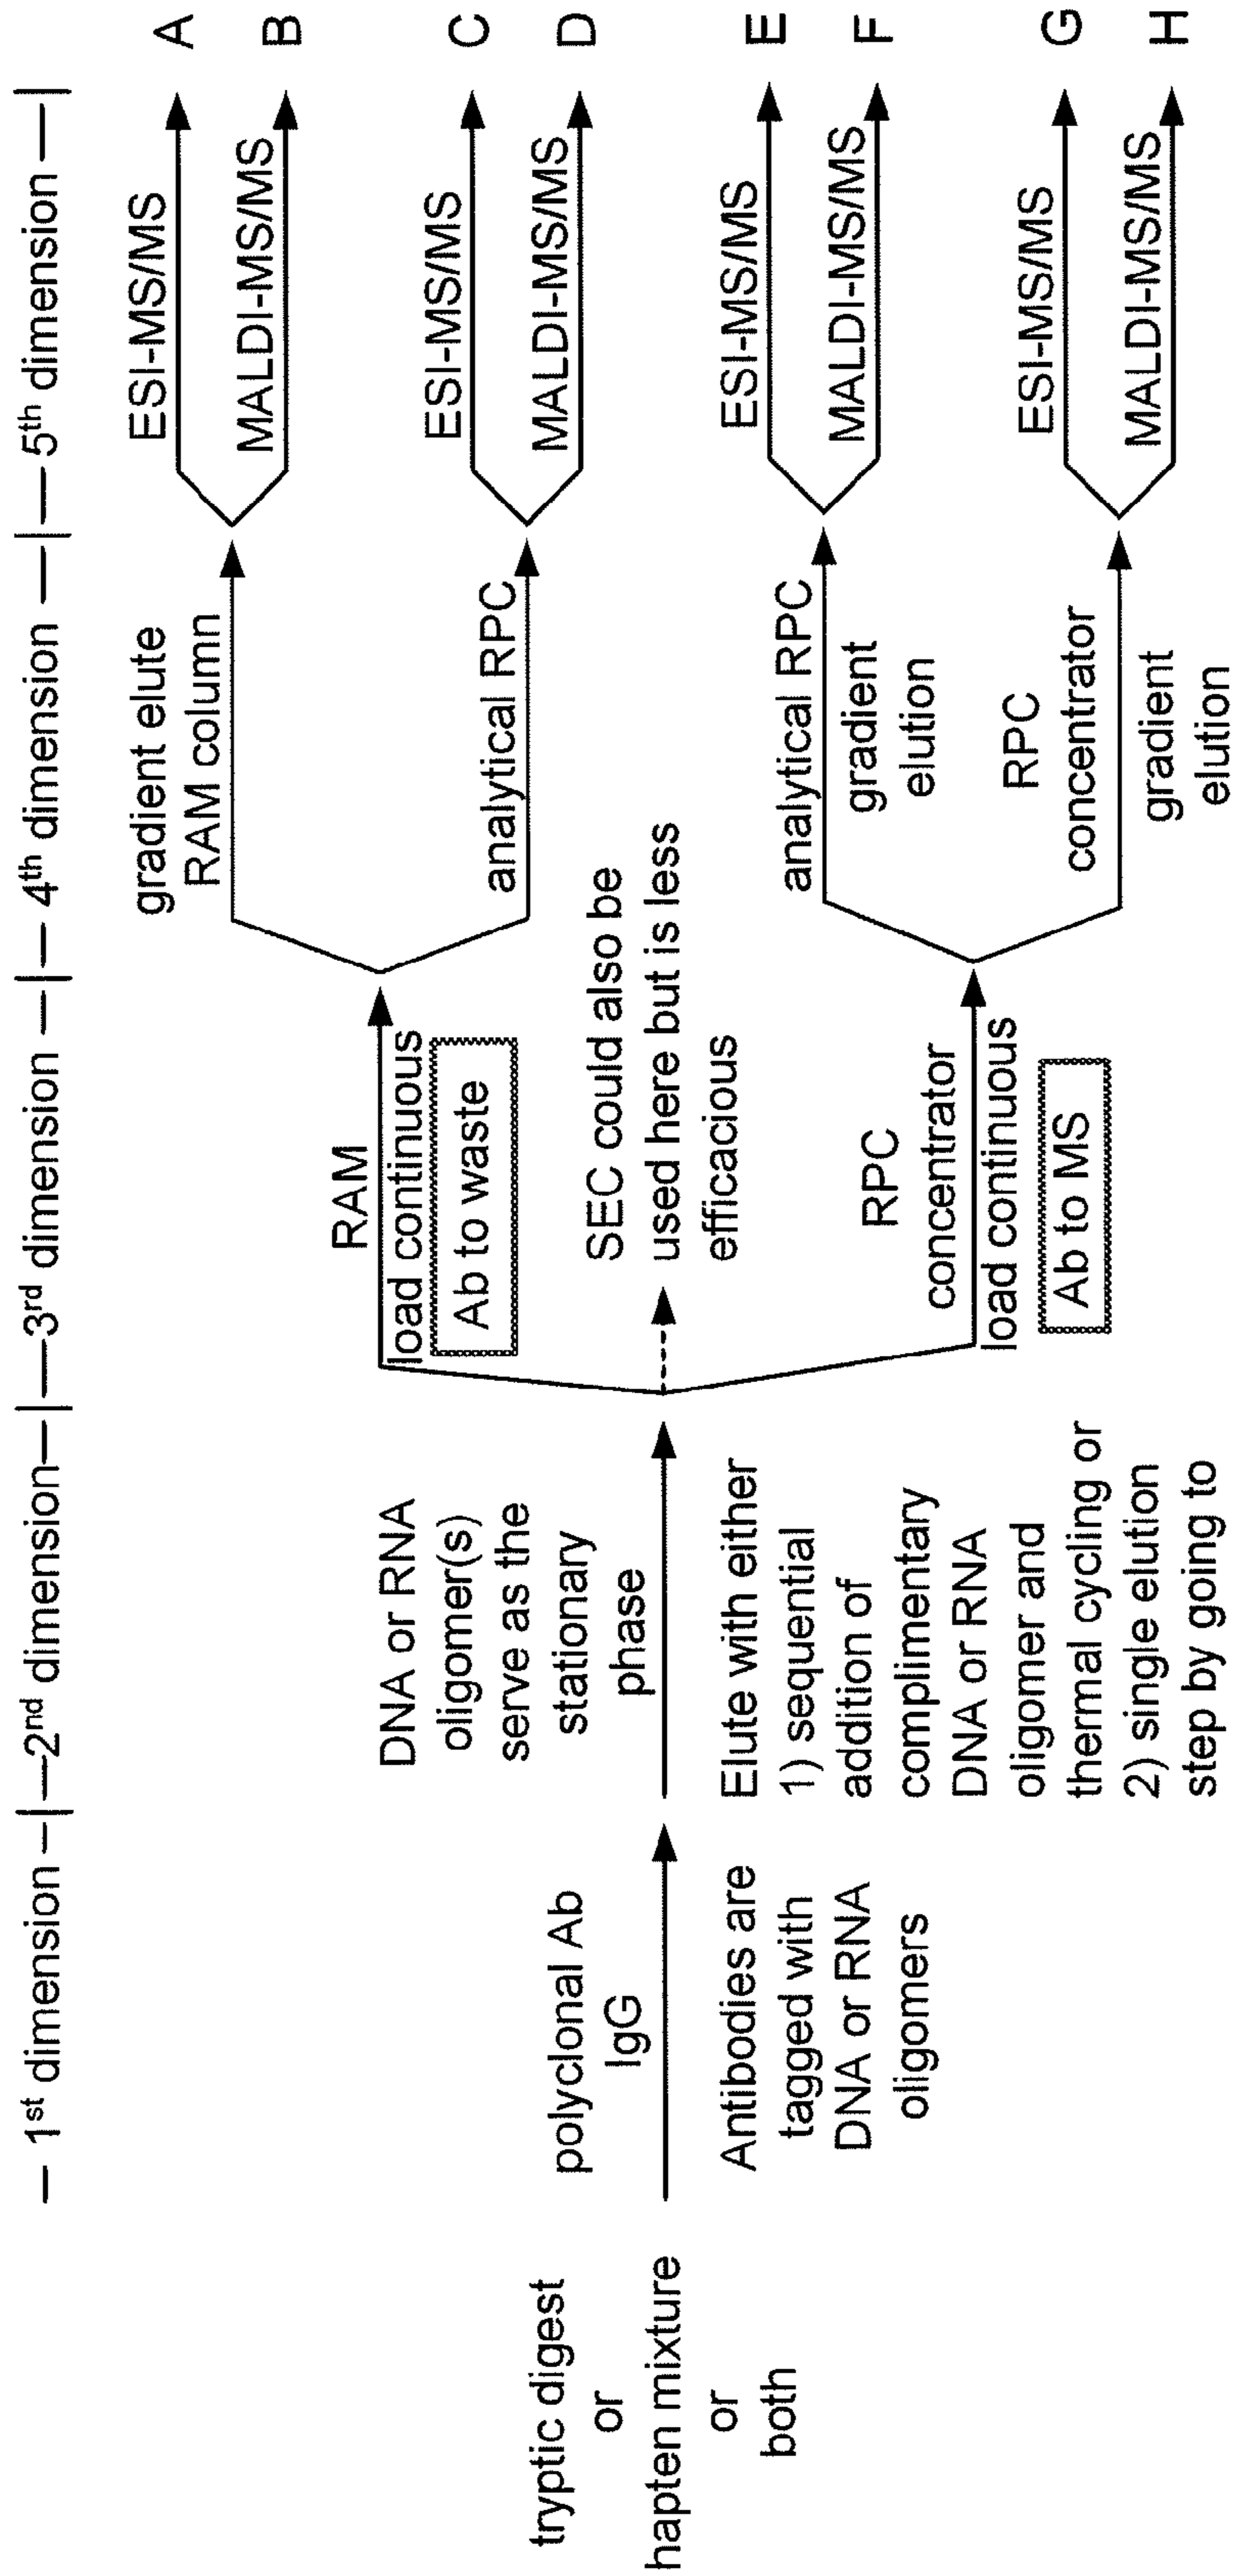 — 1st dimension —|—2nd dimension—|—3rd dimension —|— 4th dimension —|— 5th dimension —|
tryptic digest
or
hapten mixture
or
both
polyclonal Ab
IgG
Antibodies are
tagged with
DNA or RNA
oligomers
DNA or RNA
oligomer(s)
serve as the
stationary
phase
Elute with either
1) sequential
addition of
complimentary
DNA or RNA
oligomer and
thermal cycling or
2) single elution
step by going to
RAM
load continuous
Ab to waste
SEC could also be
used here but is less
efficacious
RPC
concentrator
load continuous
Ab to MS
gradient elute
RAM column
analytical RPC
analytical RPC
gradient
elution
RPC
concentrator
gradient
elution
ESI-MS/MS A
MALDI-MS/MS B
ESI-MS/MS C
MALDI-MS/MS D
ESI-MS/MS E
MALDI-MS/MS F
ESI-MS/MS G
MALDI-MS/MS H